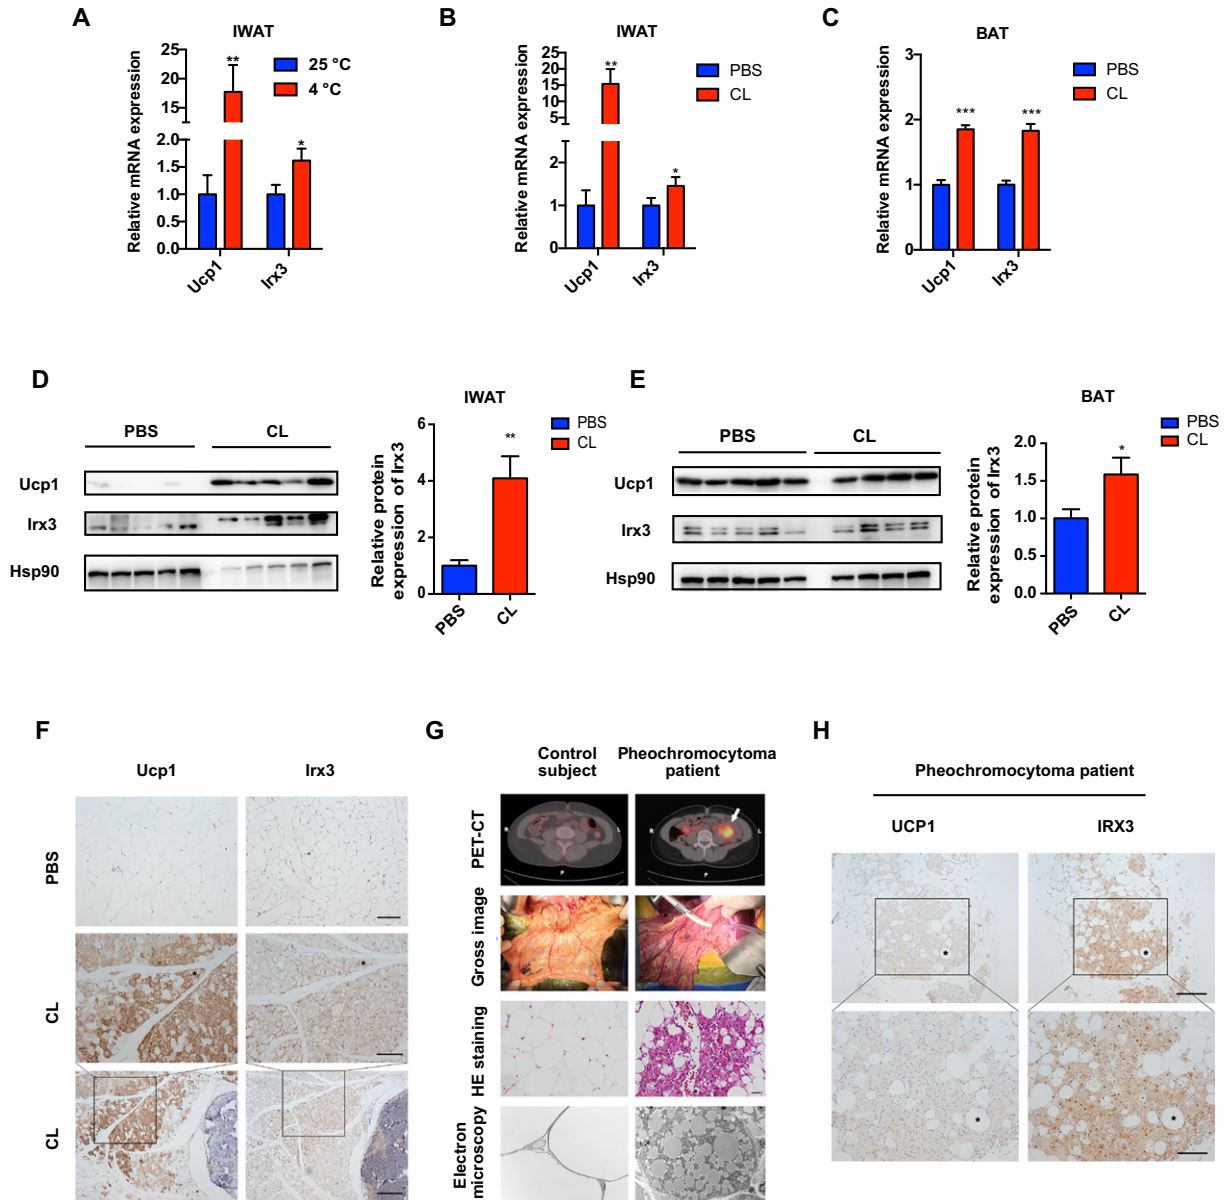 A
IWAT
Relative mRNA expression
25
20
15
2.0
1.5
1.0
0.5
0.0
**
*
25 °C
4 °C
Ucp1
Irx3
B
IWAT
Relative mRNA expression
25
20
15
10
5
4
2
0
**
*
PBS
CL
Ucp1
Irx3
C
BAT
Relative mRNA expression
3
2
1
0
***
***
PBS
CL
Ucp1
Irx3
D
PBS
CL
Ucp1
Irx3
Hsp90
IWAT
Relative protein
expression of Irx3
6
4
2
0
**
PBS
CL
PBS
CL
E
PBS
CL
Ucp1
Irx3
Hsp90
BAT
Relative protein
expression of Irx3
2.0
1.5
1.0
0.5
0.0
*
PBS
CL
PBS
CL
F
Ucp1
Irx3
PBS
CL
*
*
CL
G
Control
subject
Pheochromocytoma
patient
PET-CT
R
L
P
R
L
P
Gross image
HE staining
Electron
microscopy
H
Pheochromocytoma patient
UCP1
IRX3
*
*
*
*